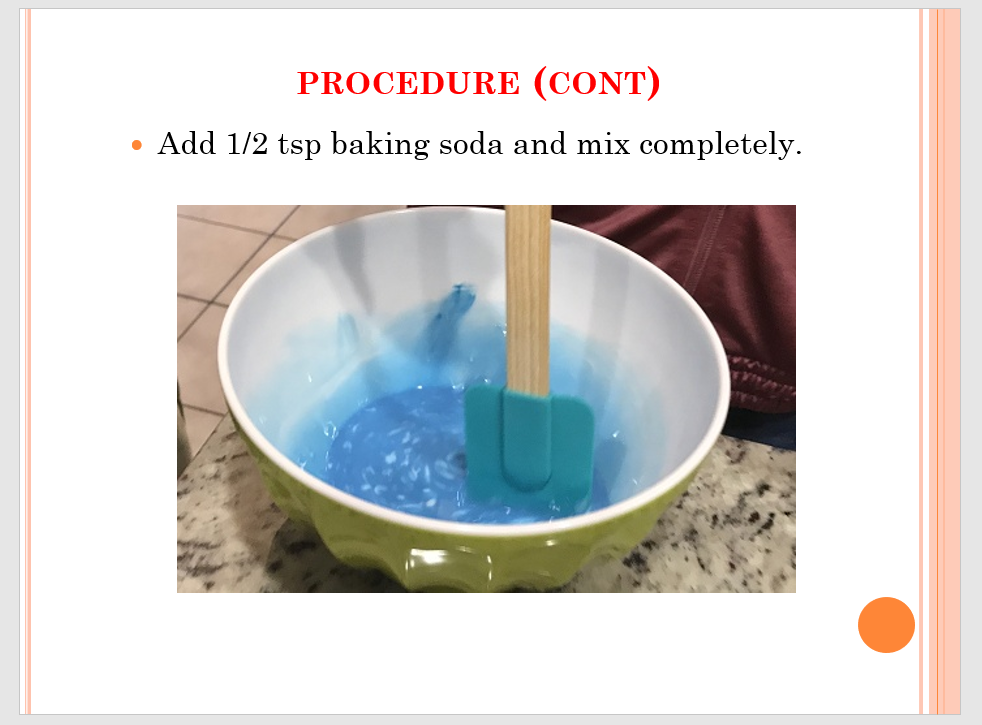 PROCEDURE (CONT)
• Add 1/2 tsp baking soda and mix completely.